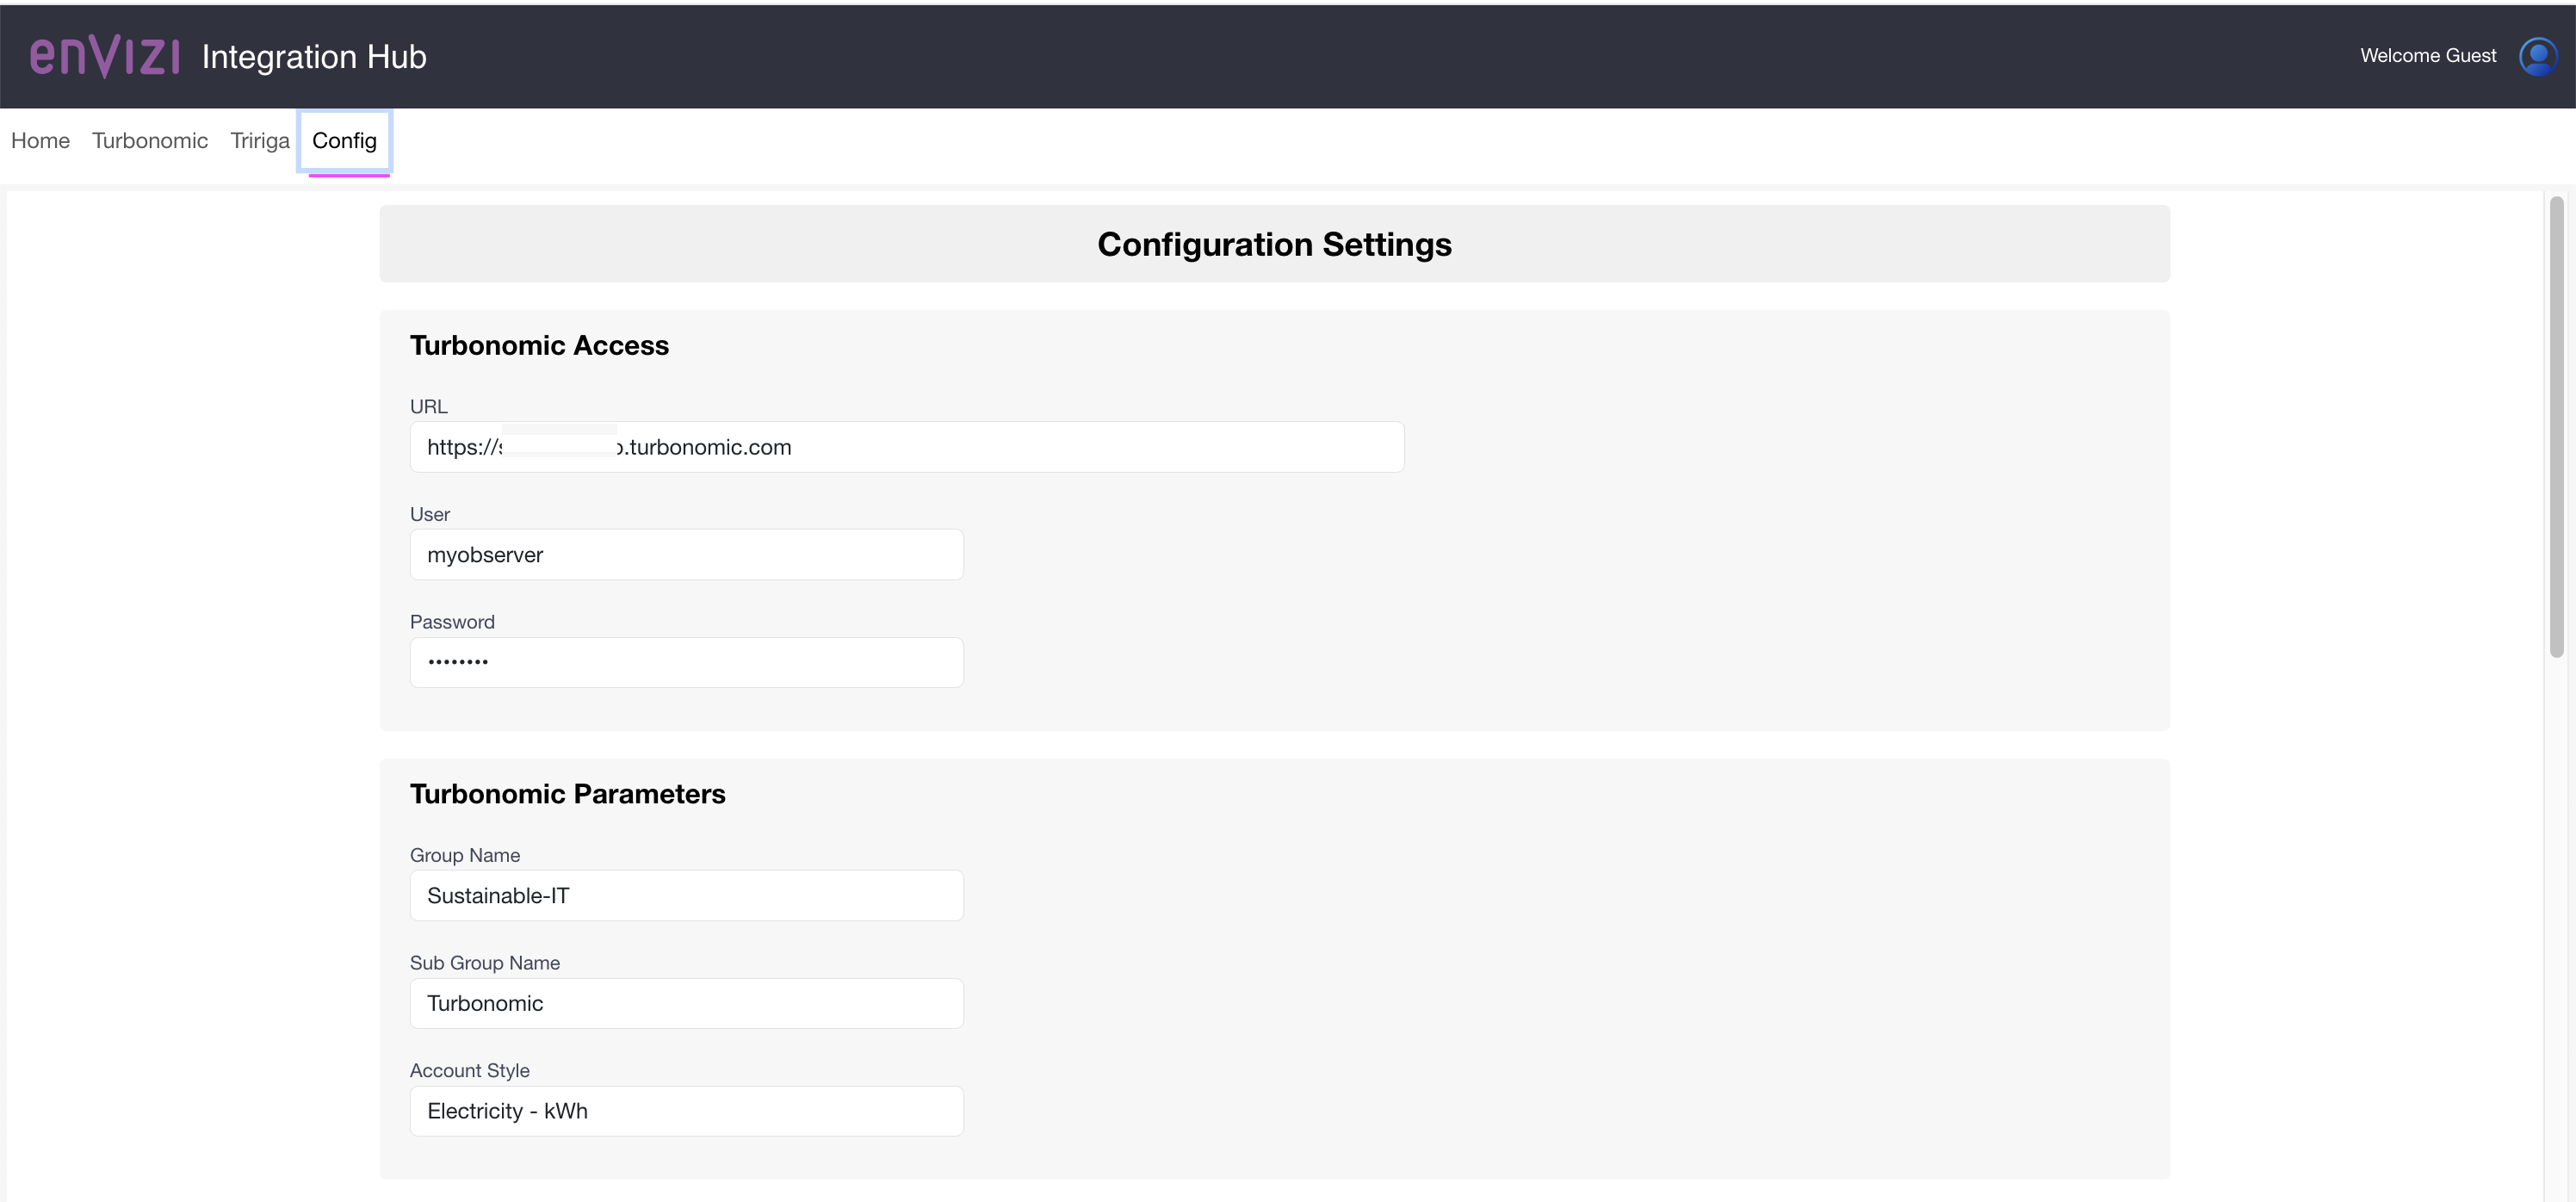 envizi Integration Hub
Welcome Guest
Home Turbonomic Tririga Config
Configuration Settings
Turbonomic Access
URL
https:// .turbonomic.com
User
myobserver
Password
••••••••
Turbonomic Parameters
Group Name
Sustainable-IT
Sub Group Name
Turbonomic
Account Style
Electricity - kWh